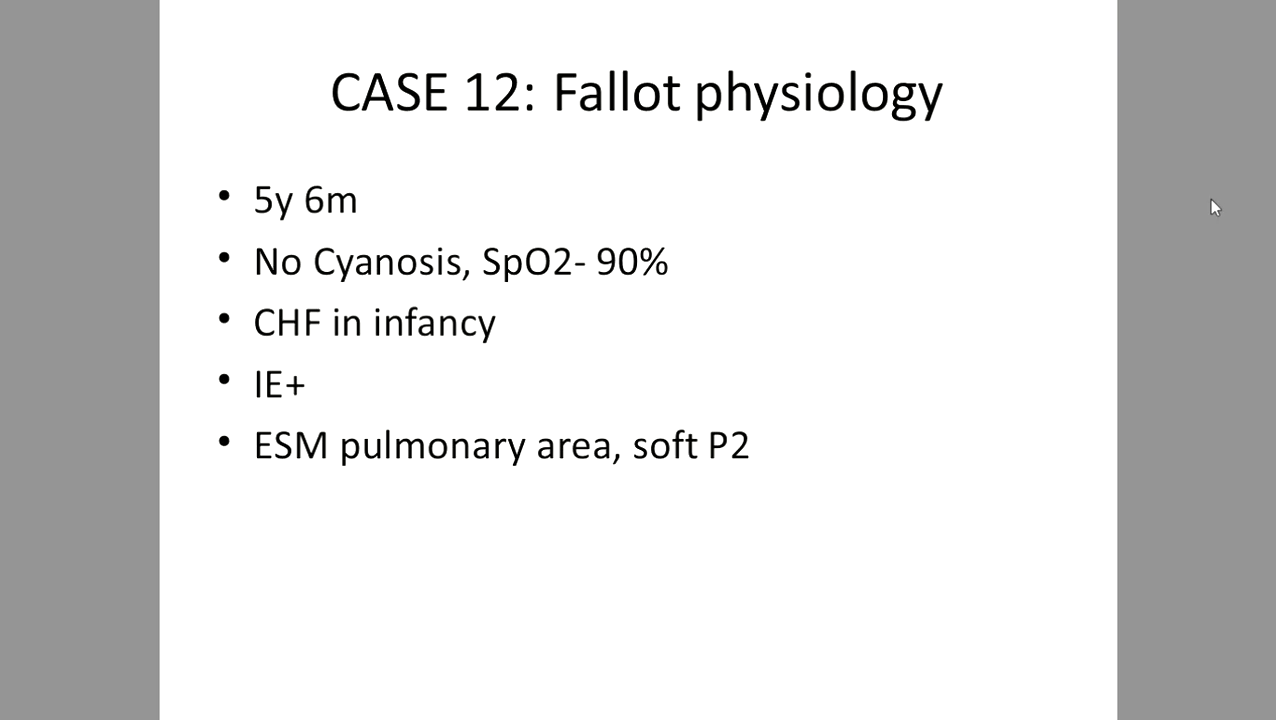 CASE 12: Fallot physiology
• 5y 6m
• No Cyanosis, SpO2- 90%
• CHF in infancy
• IE+
• ESM pulmonary area, soft P2